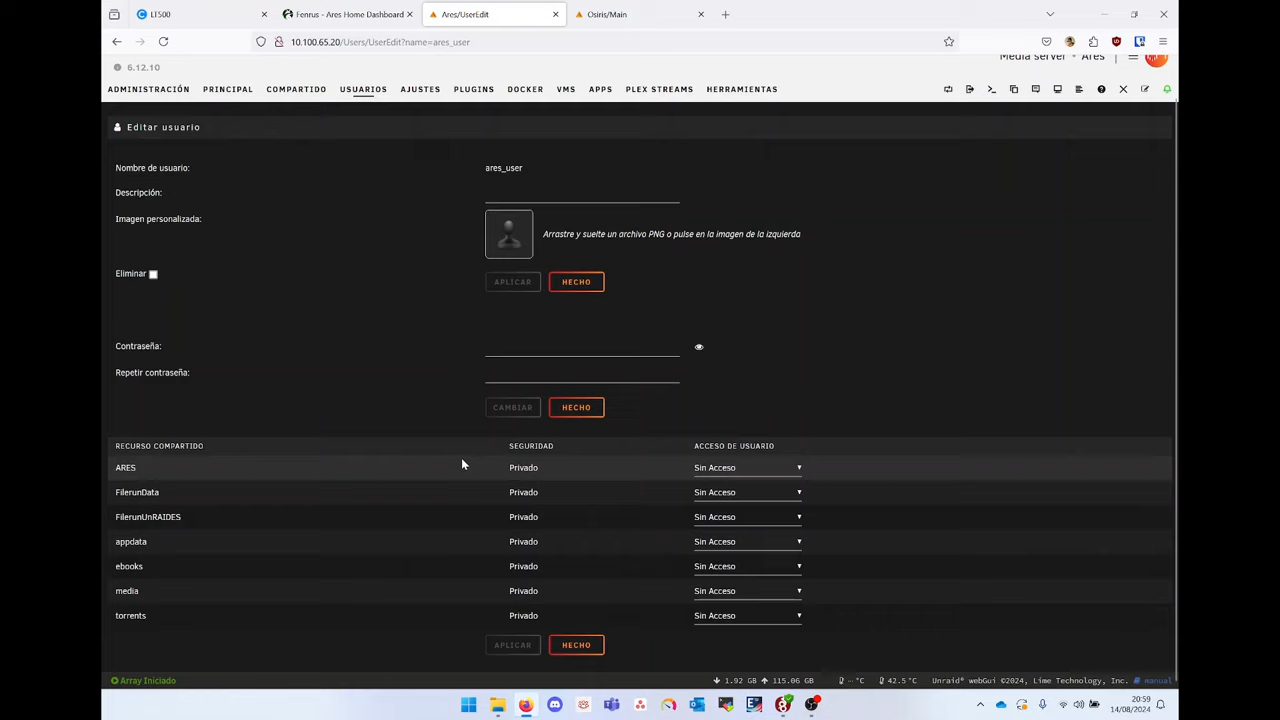 LT500
Fenrus - Ares Home Dashboard
Ares/UserEdit
Osiris/Main
10.100.65.20/Users/UserEdit?name=ares_user
Media server • Ares
6.12.10
ADMINISTRACIÓN PRINCIPAL COMPARTIDO USUARIOS AJUSTES PLUGINS DOCKER VMS APPS PLEX STREAMS HERRAMIENTAS
Editar usuario
Nombre de usuario: ares_user
Descripción:
Imagen personalizada:
Arrastre y suelte un archivo PNG o pulse en la imagen de la izquierda
Eliminar
APLICAR HECHO
Contraseña:
Repetir contraseña:
CAMBIAR HECHO
RECURSO COMPARTIDO SEGURIDAD ACCESO DE USUARIO
ARES Privado Sin Acceso
FilerunData Privado Sin Acceso
FilerunUnRAIDES Privado Sin Acceso
appdata Privado Sin Acceso
ebooks Privado Sin Acceso
media Privado Sin Acceso
torrents Privado Sin Acceso
APLICAR HECHO
Array Iniciado 1.92 GB 115.06 GB -- °C 42.5 °C Unraid® webGui ©2024, Lime Technology, Inc. manual
20:59
14/08/2024